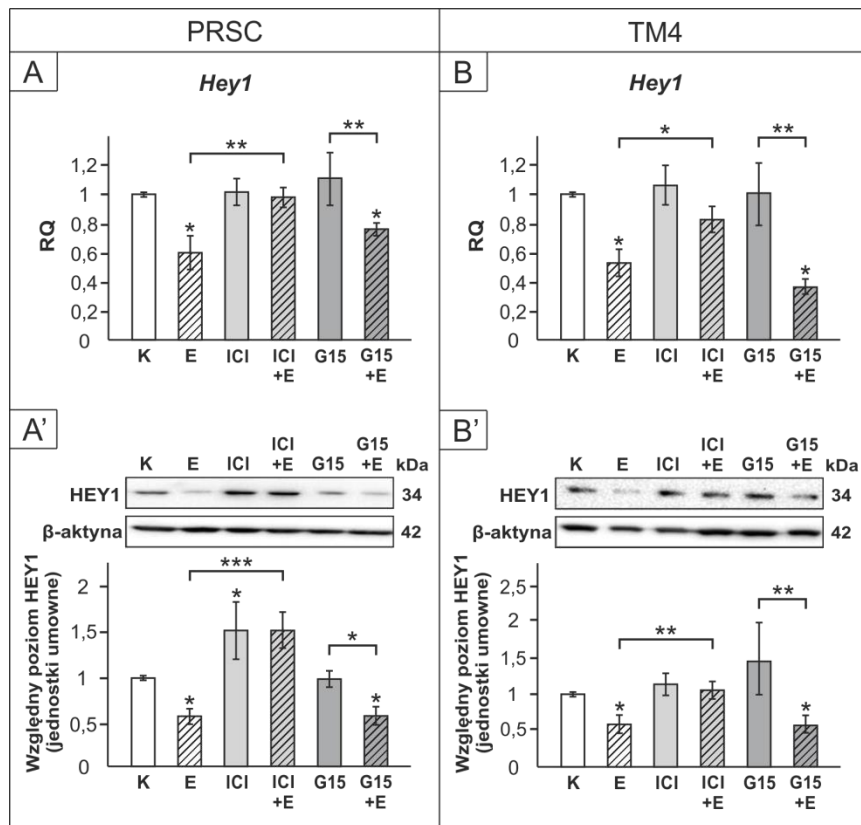 PRSC
TM4
A
Hey1
RQ
1,2
1
0,8
0,6
0,4
0,2
0
*
**
**
*
K E ICI ICI +E G15 G15 +E
B
Hey1
RQ
1,2
1
0,8
0,6
0,4
0,2
0
*
*
**
*
K E ICI ICI +E G15 G15 +E
A'
K E ICI ICI +E G15 G15 +E kDa
HEY1 34
β-aktyna 42
Względny poziom HEY1
(jednostki umowne)
2
1,5
1
0,5
0
*
***
*
*
*
K E ICI ICI +E G15 G15 +E
B'
K E ICI ICI +E G15 G15 +E kDa
HEY1 34
β-aktyna 42
Względny poziom HEY1
(jednostki umowne)
2,5
2
1,5
1
0,5
0
*
**
**
*
K E ICI ICI +E G15 G15 +E